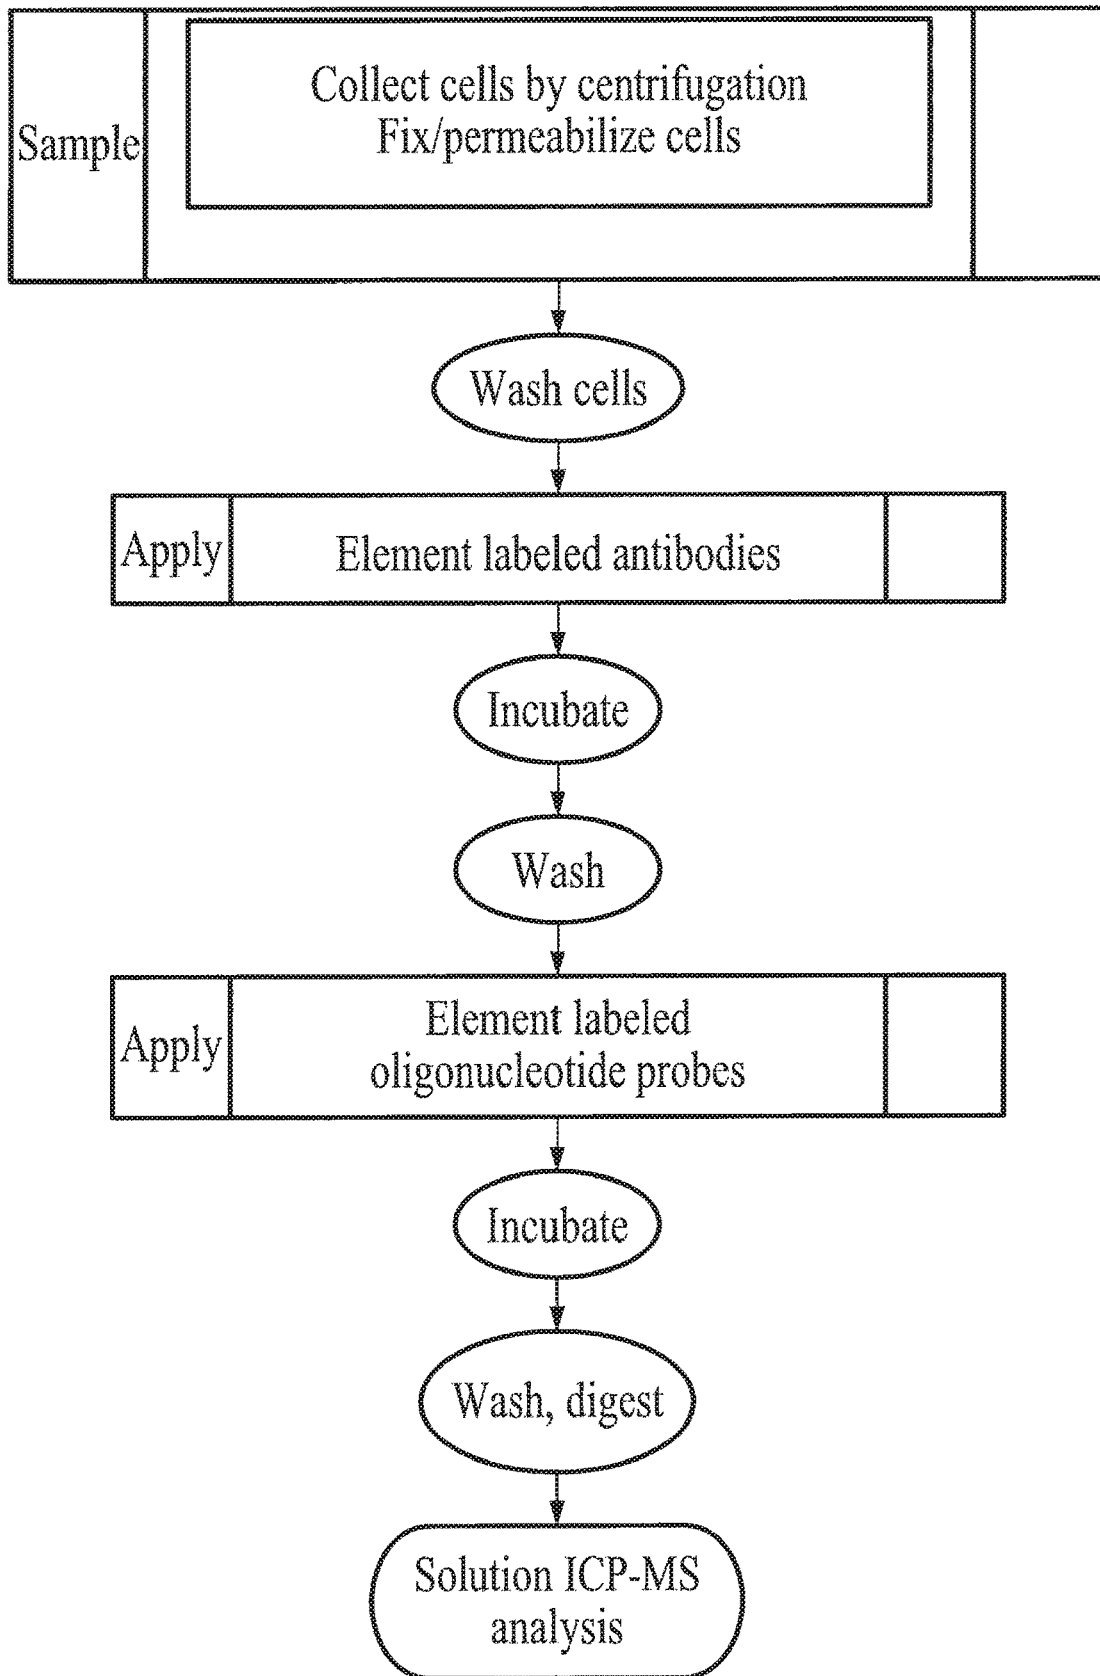 Collect cells by centrifugation
Fix/permeabilize cells
Sample
Wash cells
Apply
Element labeled antibodies
Incubate
Wash
Element labeled
oligonucleotide probes
Apply
Incubate
Wash, digest
Solution ICP-MS
analysis